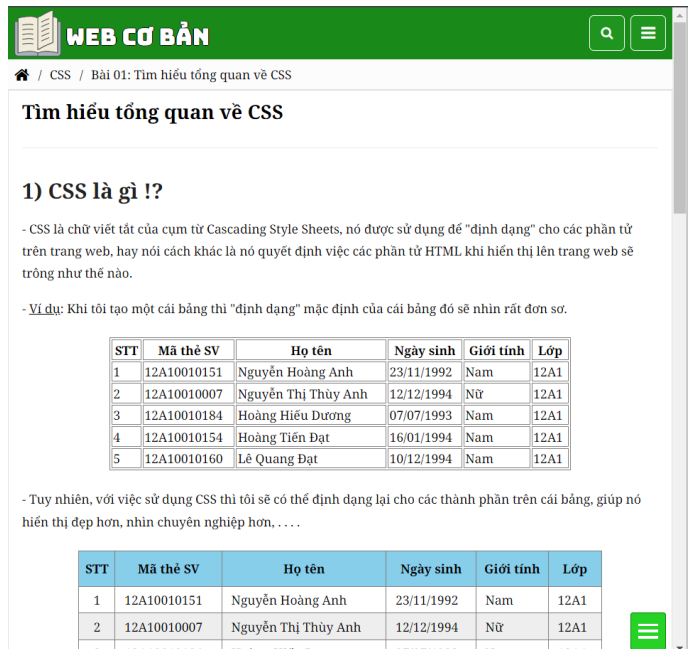 WEB CƠ BẢN
/ CSS / Bài 01: Tìm hiểu tổng quan về CSS
Tìm hiểu tổng quan về CSS
1) CSS là gì !?
- CSS là chữ viết tắt của cụm từ Cascading Style Sheets, nó được sử dụng để "định dạng" cho các phần tử
trên trang web, hay nói cách khác là nó quyết định việc các phần tử HTML khi hiển thị lên trang web sẽ
trông như thế nào.
- Ví dụ: Khi tôi tạo một cái bảng thì "định dạng" mặc định của cái bảng đó sẽ nhìn rất đơn sơ.
STT Mã thẻ SV Họ tên Ngày sinh Giới tính Lớp
1 12A10010151 Nguyễn Hoàng Anh 23/11/1992 Nam 12A1
2 12A10010007 Nguyễn Thị Thùy Anh 12/12/1994 Nữ 12A1
3 12A10010184 Hoàng Hiếu Dương 07/07/1993 Nam 12A1
4 12A10010154 Hoàng Tiến Đạt 16/01/1994 Nam 12A1
5 12A10010160 Lê Quang Đạt 10/12/1994 Nam 12A1
- Tuy nhiên, với việc sử dụng CSS thì tôi sẽ có thể định dạng lại cho các thành phần trên cái bảng, giúp nó
hiển thị đẹp hơn, nhìn chuyên nghiệp hơn, . . . .
STT Mã thẻ SV Họ tên Ngày sinh Giới tính Lớp
1 12A10010151 Nguyễn Hoàng Anh 23/11/1992 Nam 12A1
2 12A10010007 Nguyễn Thị Thùy Anh 12/12/1994 Nữ 12A1